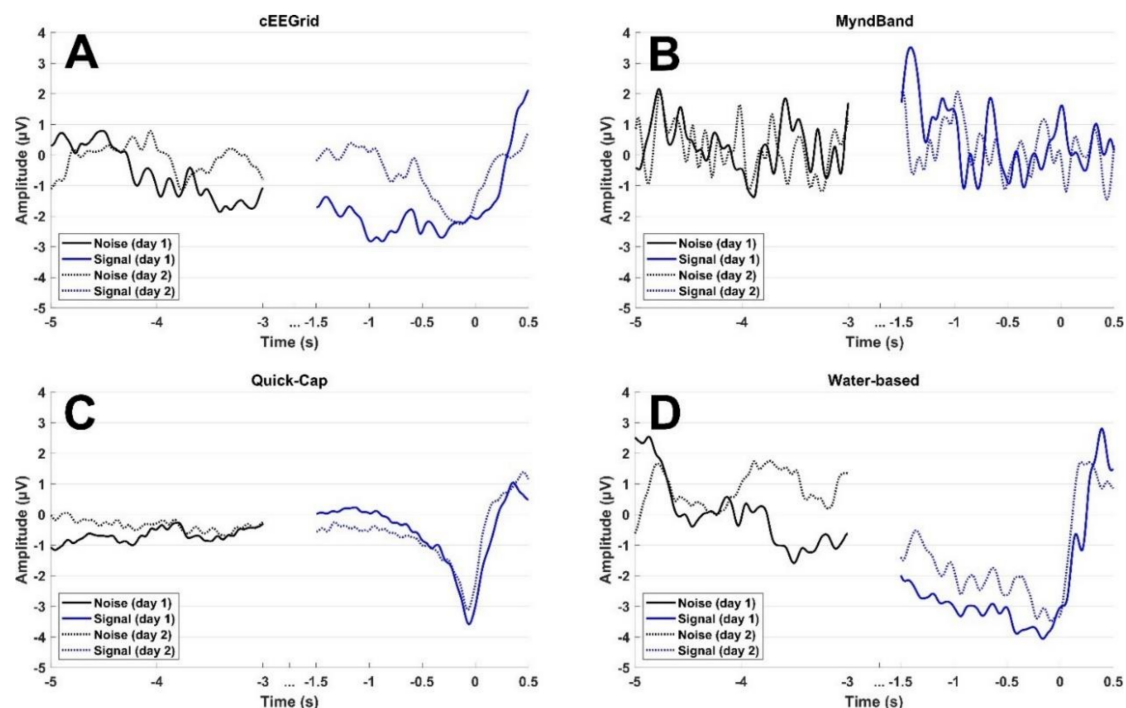 cEEGrid
A
Amplitude (µV)
4
3
2
1
0
-1
-2
-3
-4
-5
Noise (day 1)
Signal (day 1)
Noise (day 2)
Signal (day 2)
-5 -4 -3 ... -1.5 -1 -0.5 0 0.5
Time (s)
MyndBand
B
Amplitude (µV)
4
3
2
1
0
-1
-2
-3
-4
-5
Noise (day 1)
Signal (day 1)
Noise (day 2)
Signal (day 2)
-5 -4 -3 ... -1.5 -1 -0.5 0 0.5
Time (s)
Quick-Cap
C
Amplitude (µV)
4
3
2
1
0
-1
-2
-3
-4
-5
Noise (day 1)
Signal (day 1)
Noise (day 2)
Signal (day 2)
-5 -4 -3 ... -1.5 -1 -0.5 0 0.5
Time (s)
Water-based
D
Amplitude (µV)
4
3
2
1
0
-1
-2
-3
-4
-5
Noise (day 1)
Signal (day 1)
Noise (day 2)
Signal (day 2)
-5 -4 -3 ... -1.5 -1 -0.5 0 0.5
Time (s)